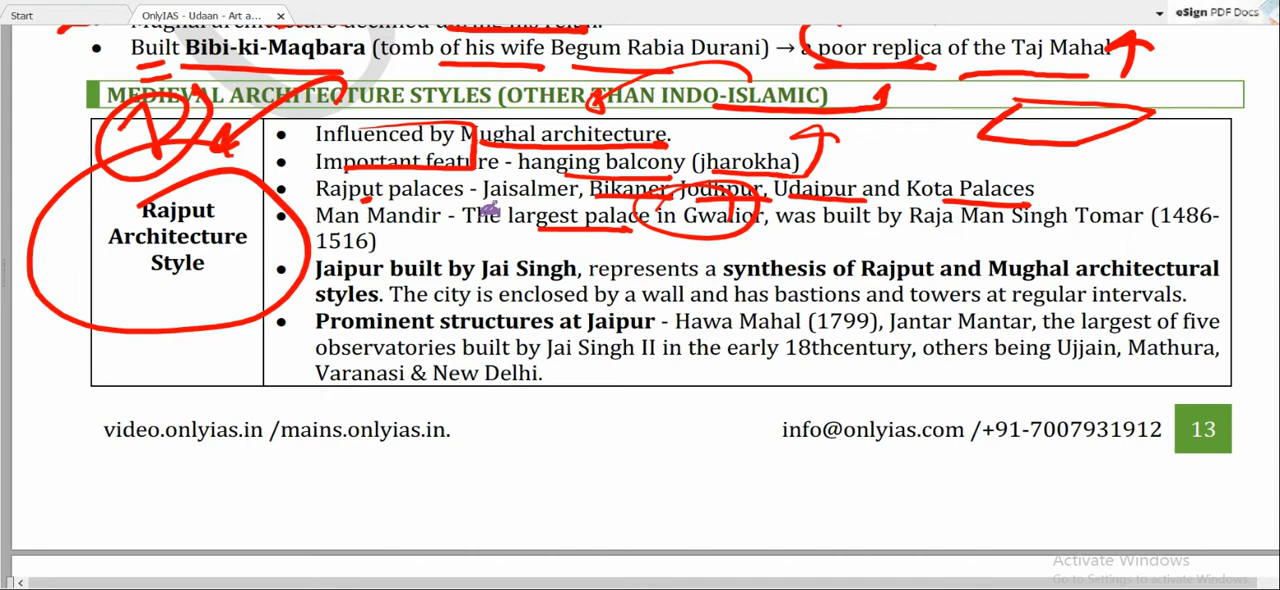 Start
OnlyIAS - Udaan - Art a... ×
eSign PDF Docs
Mughal architecture declined during his reign.
• Built Bibi-ki-Maqbara (tomb of his wife Begum Rabia Durani) → a poor replica of the Taj Mahal
MEDIEVAL ARCHITECTURE STYLES (OTHER THAN INDO-ISLAMIC)
Rajput
Architecture
Style
• Influenced by Mughal architecture.
• Important feature - hanging balcony (jharokha)
• Rajput palaces - Jaisalmer, Bikaner, Jodhpur, Udaipur and Kota Palaces
• Man Mandir - The largest palace in Gwalior, was built by Raja Man Singh Tomar (1486-
1516)
• Jaipur built by Jai Singh, represents a synthesis of Rajput and Mughal architectural
styles. The city is enclosed by a wall and has bastions and towers at regular intervals.
• Prominent structures at Jaipur - Hawa Mahal (1799), Jantar Mantar, the largest of five
observatories built by Jai Singh II in the early 18thcentury, others being Ujjain, Mathura,
Varanasi & New Delhi.
video.onlyias.in /mains.onlyias.in.
info@onlyias.com /+91-7007931912
13
Activate Windows
Go to Settings to activate Windows.